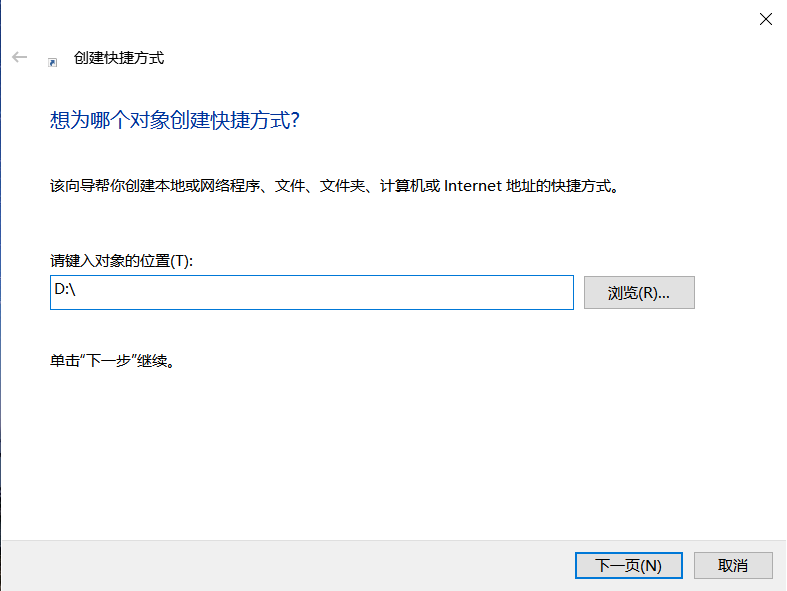 创建快捷方式
想为哪个对象创建快捷方式?
该向导帮你创建本地或网络程序、文件、文件夹、计算机或 Internet 地址的快捷方式。
请键入对象的位置(T):
D:\
浏览(R)...
单击“下一步”继续。
下一页(N)
取消